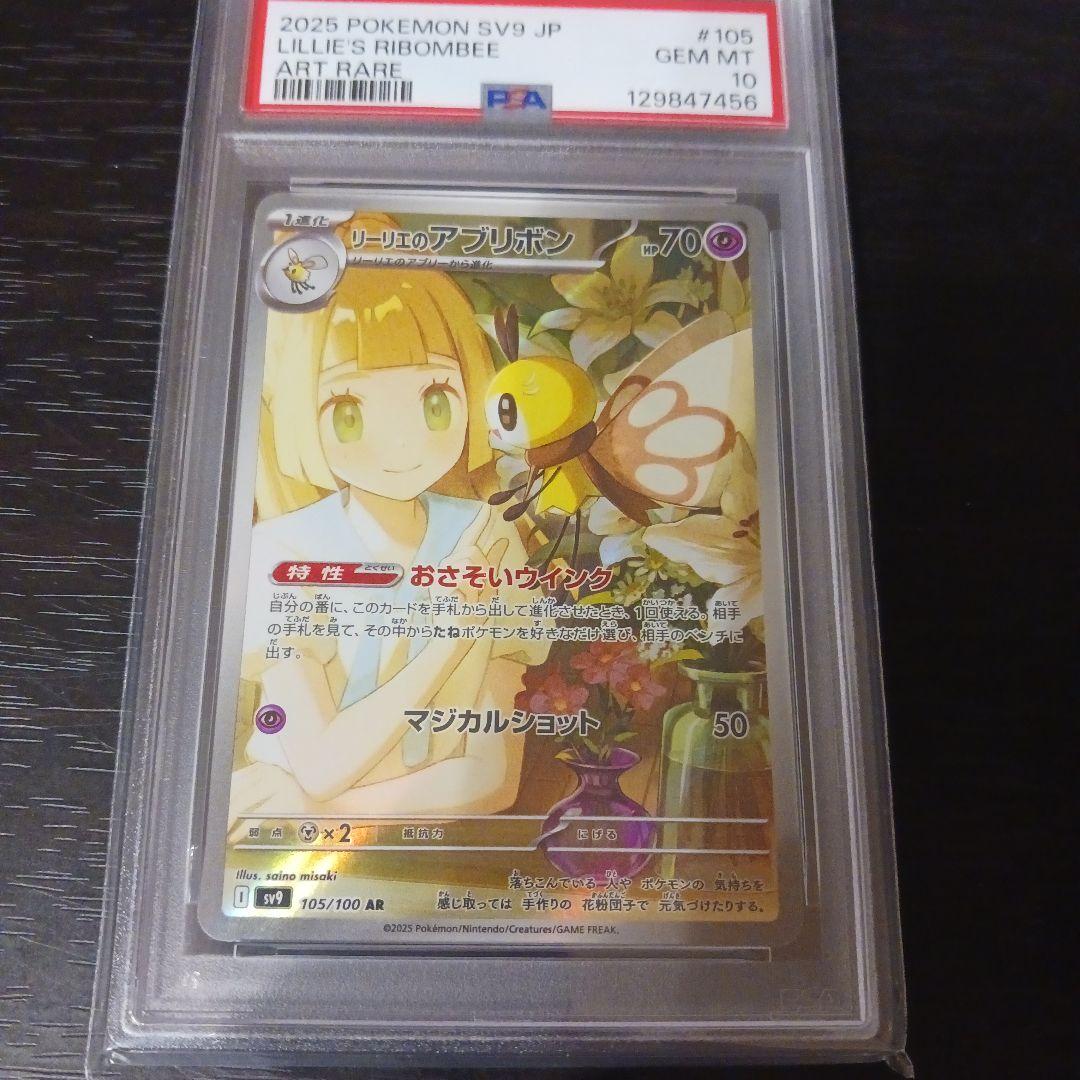 2025 POKEMON SV9 JP #105
LILLIE'S RIBOMBEE GEM MT
ART RARE 10
PSA 129847456
1進化 リーリエのアブリボン HP70
リーリエのアブリーから進化
特性 とくせい おさそいウインク
自分の番に、このカードを手札から出して進化させたとき、1回使える。相手
の手札を見て、その中からたねポケモンを好きなだけ選び、相手のベンチに
出す。
マジカルショット 50
弱点 ×2 抵抗力 にげる
Illus. saino misaki
落ちこんでいる 人や ポケモンの 気持ちを
I sv9 105/100 AR 感じ取っては 手作りの 花粉団子で 元気づけたりする。
©2025 Pokémon/Nintendo/Creatures/GAME FREAK.
PSA